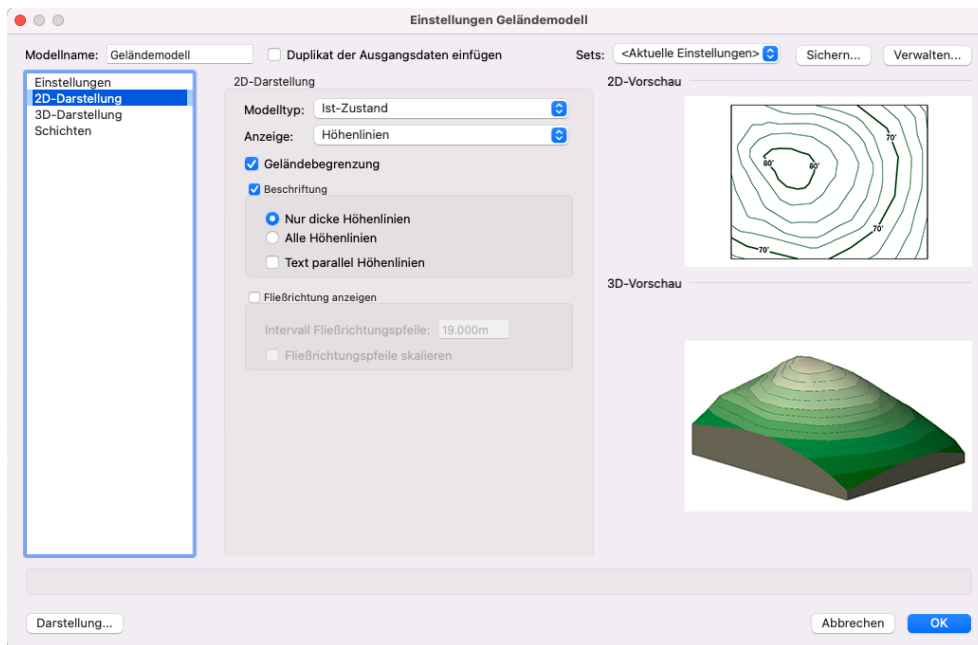 Einstellungen Geländemodell
Modellname: Geländemodell Duplikat der Ausgangsdaten einfügen Sets: <Aktuelle Einstellungen> Sichern... Verwalten...
Einstellungen
2D-Darstellung
3D-Darstellung
Schichten
2D-Darstellung
Modelltyp: Ist-Zustand
Anzeige: Höhenlinien
Geländebegrenzung
Beschriftung
Nur dicke Höhenlinien
Alle Höhenlinien
Text parallel Höhenlinien
Fließrichtung anzeigen
Intervall Fließrichtungspfeile: 19.000m
Fließrichtungspfeile skalieren
2D-Vorschau
70'
80' 80'
70'
70'
3D-Vorschau
Darstellung... Abbrechen OK